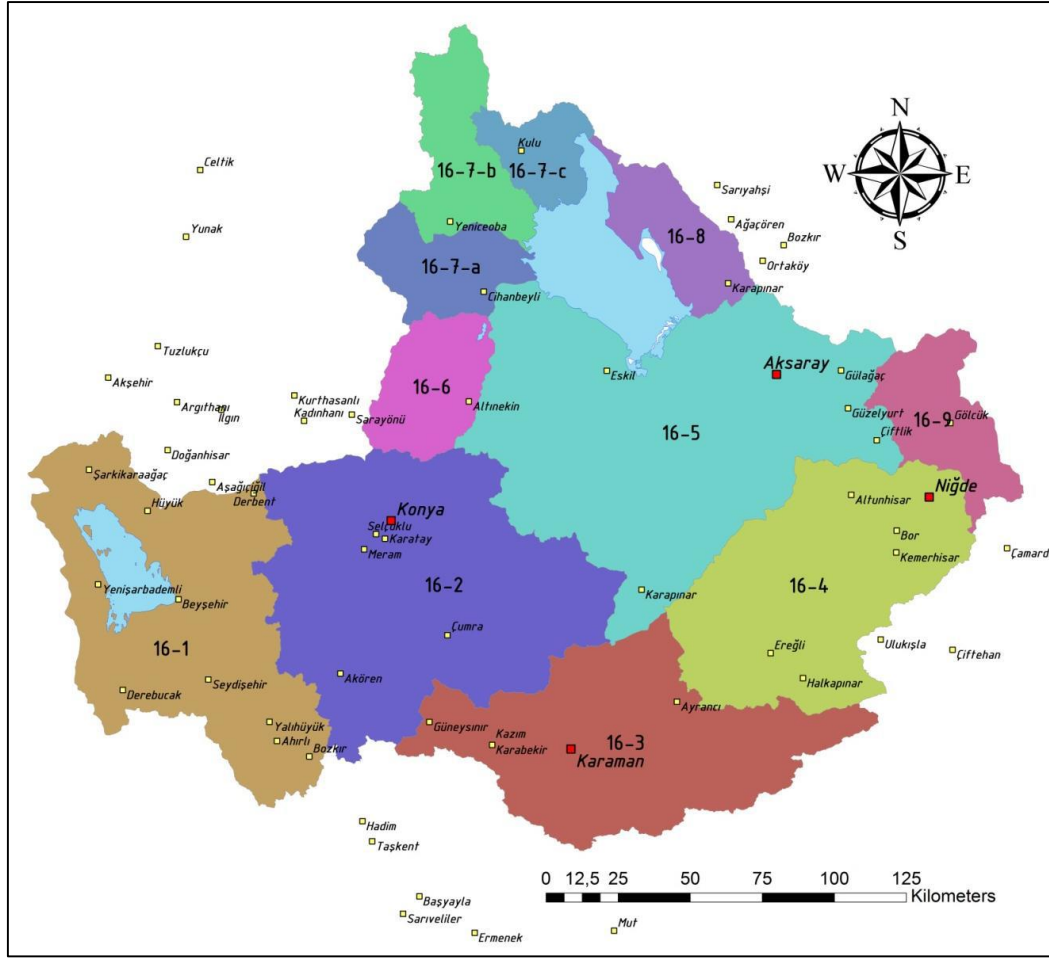 N
W
E
S
Kulu
Celtik
16-7-b
16-7-c
Sarıyahşi
Ağaçören
Yeniceoba
Yunak
16-8
Bozkır
Ortaköy
16-7-a
Karapınar
Cihanbeyli
Tuzlukçu
Aksaray
Eskil
Gülağaç
Akşehir
16-6
Kurthasanlı
Argıthanı
Altınekin
Ilgın
Kadınhanı
Sarayönü
Güzelyurt
16-9
Gölcük
16-5
Çiftlik
Doğanhisar
Şarkikaraağaç
Aşağıçiğil
Derbent
Niğde
Altunhisar
Hüyük
Konya
Selçuklu
Karatay
Meram
Bor
Kemerhisar
Çamard
Yenişarbademli
16-2
Karapınar
16-4
Beyşehir
Çumra
16-1
Ulukışla
Çiftehan
Ereğli
Akören
Halkapınar
Seydişehir
Derebucak
Ayrancı
Yalıhüyük
Güneysınır
Ahırlı
Kazım
Karabekir
16-3
Karaman
Bozkır
Hadim
Taşkent
0 12,5 25 50 75 100 125
Kilometers
Başyayla
Sarıveliler
Ermenek
Mut